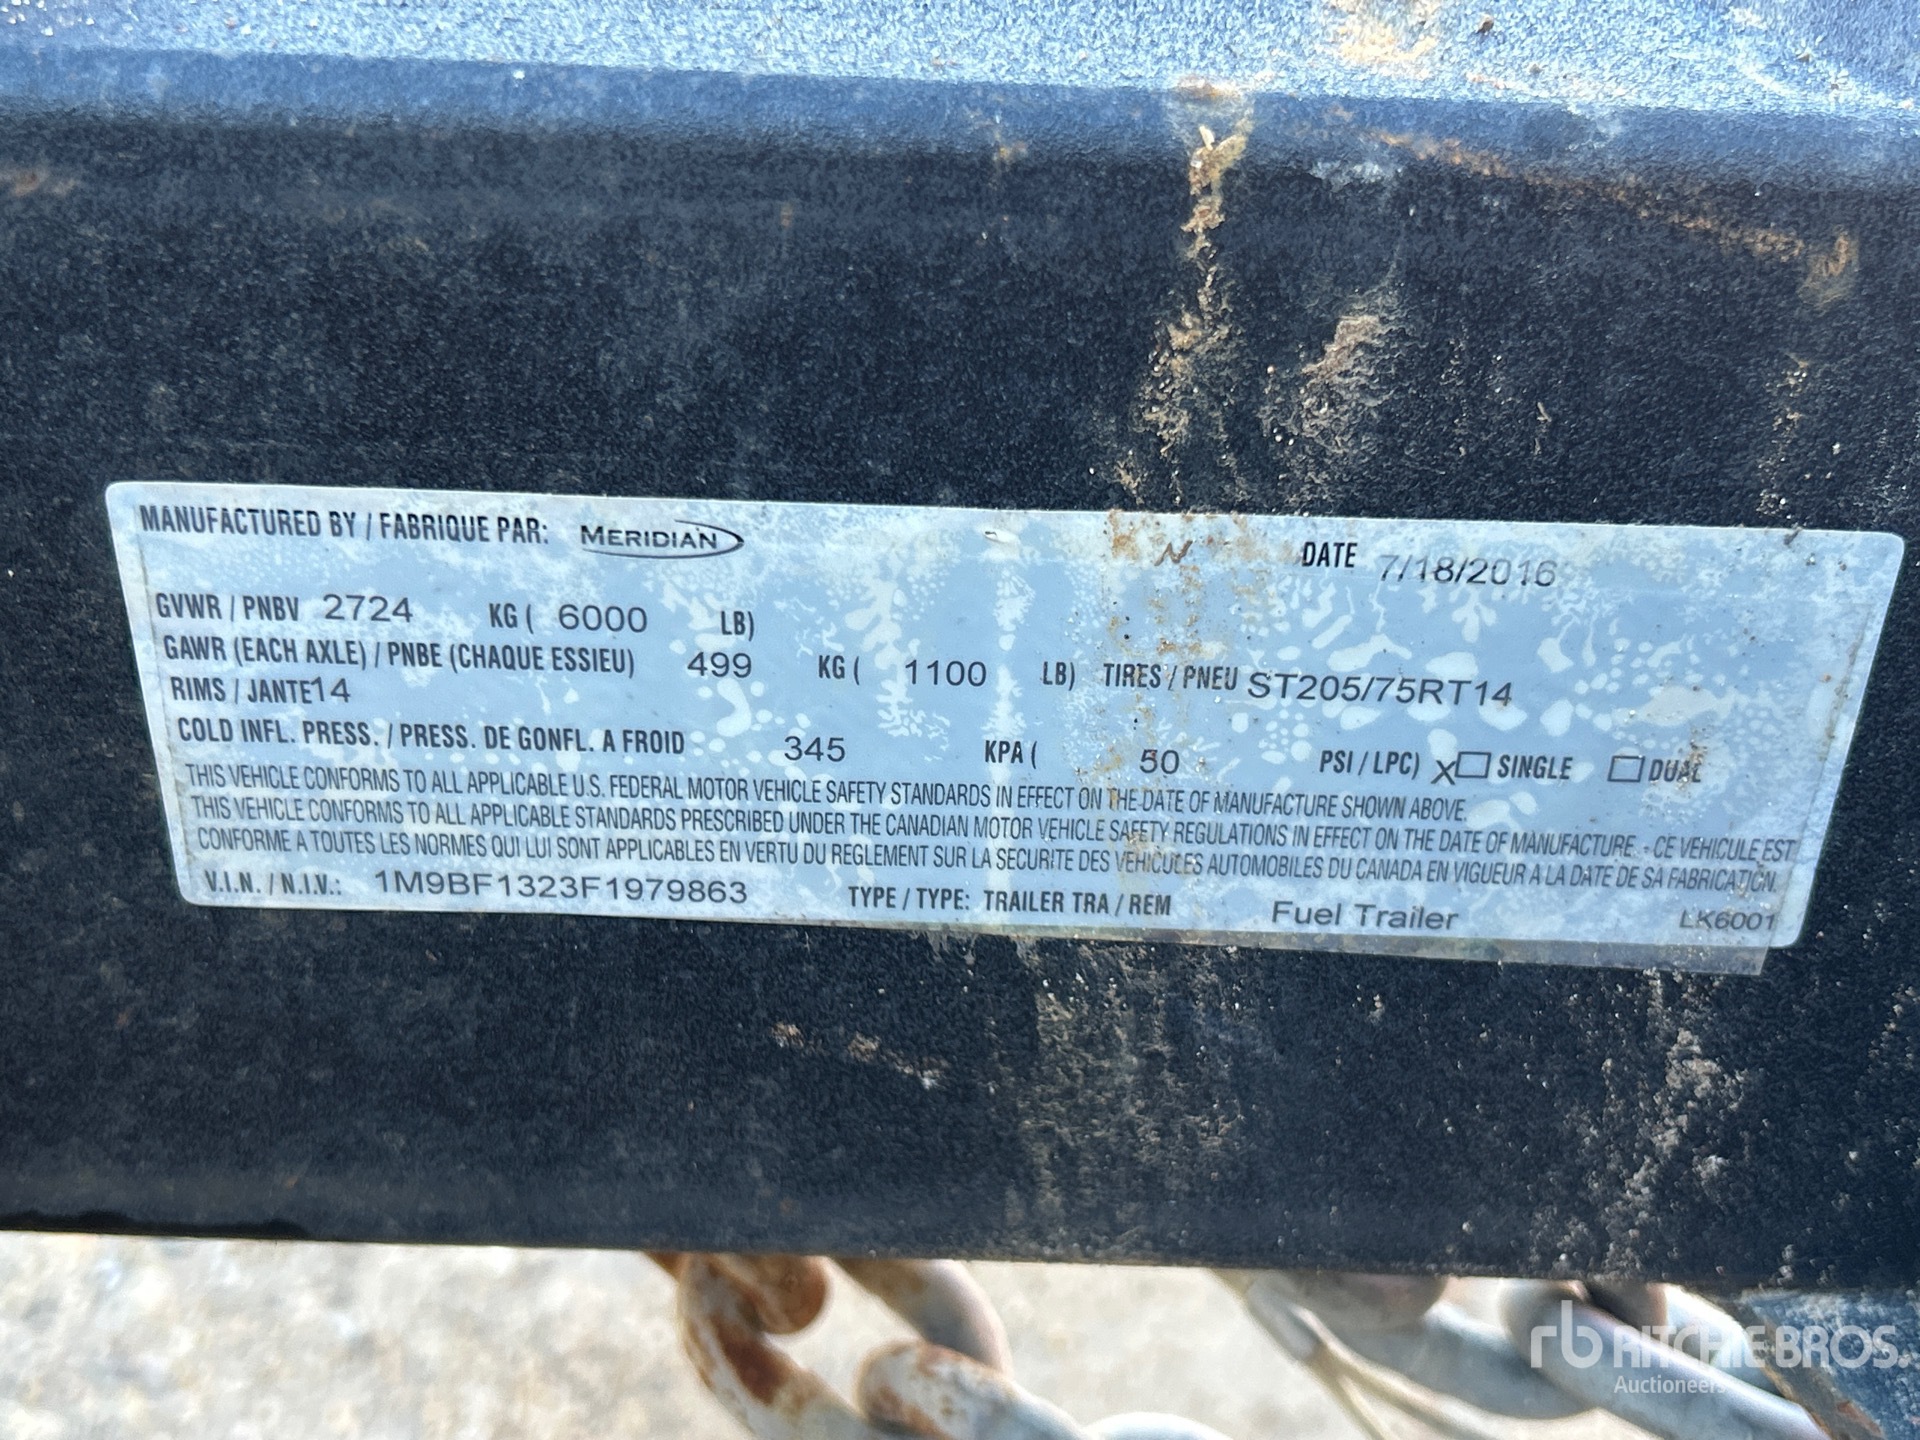 MANUFACTURED BY / FABRIQUE PAR: MERIDIAN DATE 7/18/2016
GVWR / PNBV 2724 KG ( 6000 LB)
GAWR (EACH AXLE) / PNBE (CHAQUE ESSIEU) 499 KG ( 1100 LB) TIRES / PNEU ST205/75RT14
RIMS / JANTE14
COLD INFL. PRESS. / PRESS. DE GONFL. A FROID 345 KPA ( 50 PSI / LPC) X☐ SINGLE ☐ DUAL
THIS VEHICLE CONFORMS TO ALL APPLICABLE U.S. FEDERAL MOTOR VEHICLE SAFETY STANDARDS IN EFFECT ON THE DATE OF MANUFACTURE SHOWN ABOVE.
THIS VEHICLE CONFORMS TO ALL APPLICABLE STANDARDS PRESCRIBED UNDER THE CANADIAN MOTOR VEHICLE SAFETY REGULATIONS IN EFFECT ON THE DATE OF MANUFACTURE. - CE VEHICULE EST
CONFORME A TOUTES LES NORMES QUI LUI SONT APPLICABLES EN VERTU DU REGLEMENT SUR LA SECURITE DES VEHICULES AUTOMOBILES DU CANADA EN VIGUEUR A LA DATE DE SA FABRICATION.
V.I.N. / N.I.V.: 1M9BF1323F1979863 TYPE / TYPE: TRAILER TRA / REM Fuel Trailer LK6001
rb RITCHIE BROS.
Auctioneers